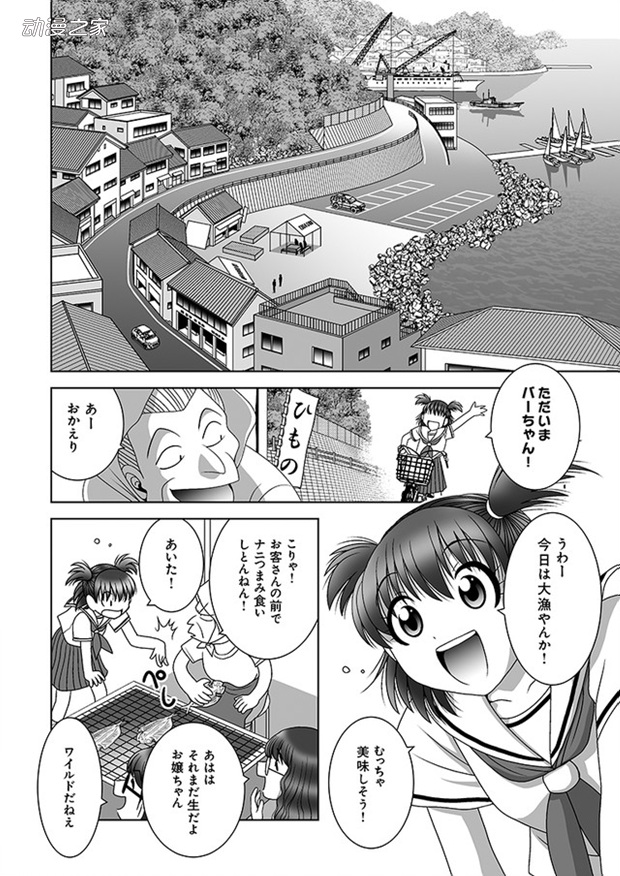 动漫之家
ただいま
バーちゃん!
ひもの
あー
おかえり
うわー
今日は大漁やんか!
むっちゃ
美味しそう!
こりゃ!
お客さんの前で
ナニつまみ食い
しとんねん!
あいた!
ぺし
あはは
それまだ生だよ
お嬢ちゃん
ワイルドだねえ